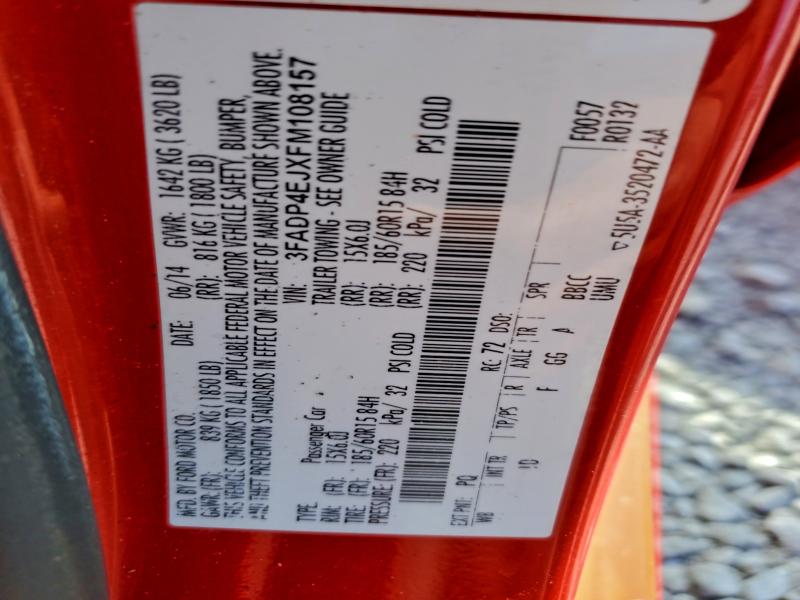 MFD. BY FORD MOTOR CO. DATE: 06/14 GVWR: 1642 KG ( 3620 LB)
GAWR: (FR): 839 KG (1850 LB) (RR): 816 KG (1800 LB)
THIS VEHICLE CONFORMS TO ALL APPLICABLE FEDERAL MOTOR VEHICLE SAFETY, BUMPER,
AND THEFT PREVENTION STANDARDS IN EFFECT ON THE DATE OF MANUFACTURE SHOWN ABOVE.
VIN: 3FADP4EJXFM108157
TYPE: Passenger Car TRAILER TOWING - SEE OWNER GUIDE
RIM: (FR): 15X6.0J (RR): 15X6.0J
TIRE: (FR): 185/60R15 84H (RR): 185/60R15 84H
PRESSURE: (FR): 220 kPa/ 32 PSI COLD (RR): 220 kPa/ 32 PSI COLD
F0057
EXT PNT: PQ RC: 72 DSO: R0132
WB INT TR TP/PS R AXLE TR SPR
D F GG A BBCC
UMU
5U5A-3520472-AA